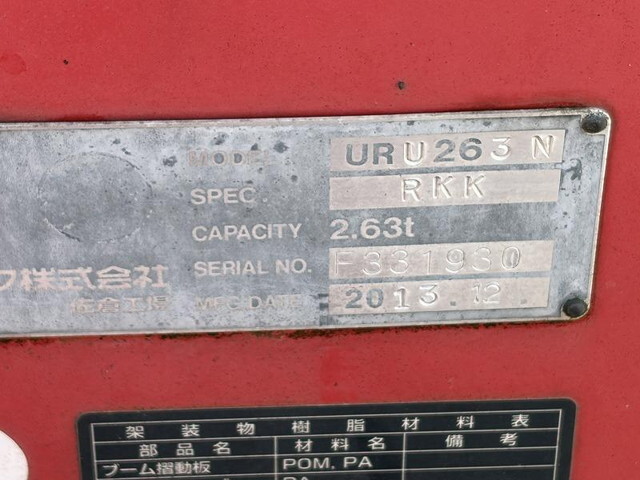 MODEL URU263N
SPEC. RKK
CAPACITY 2.63t
SERIAL NO. F331930
ク株式会社
佐倉工場 MFG.DATE 2013.12
架装物樹脂材料表
部品名 材料名 備考
ブーム摺動板 POM, PA
PA